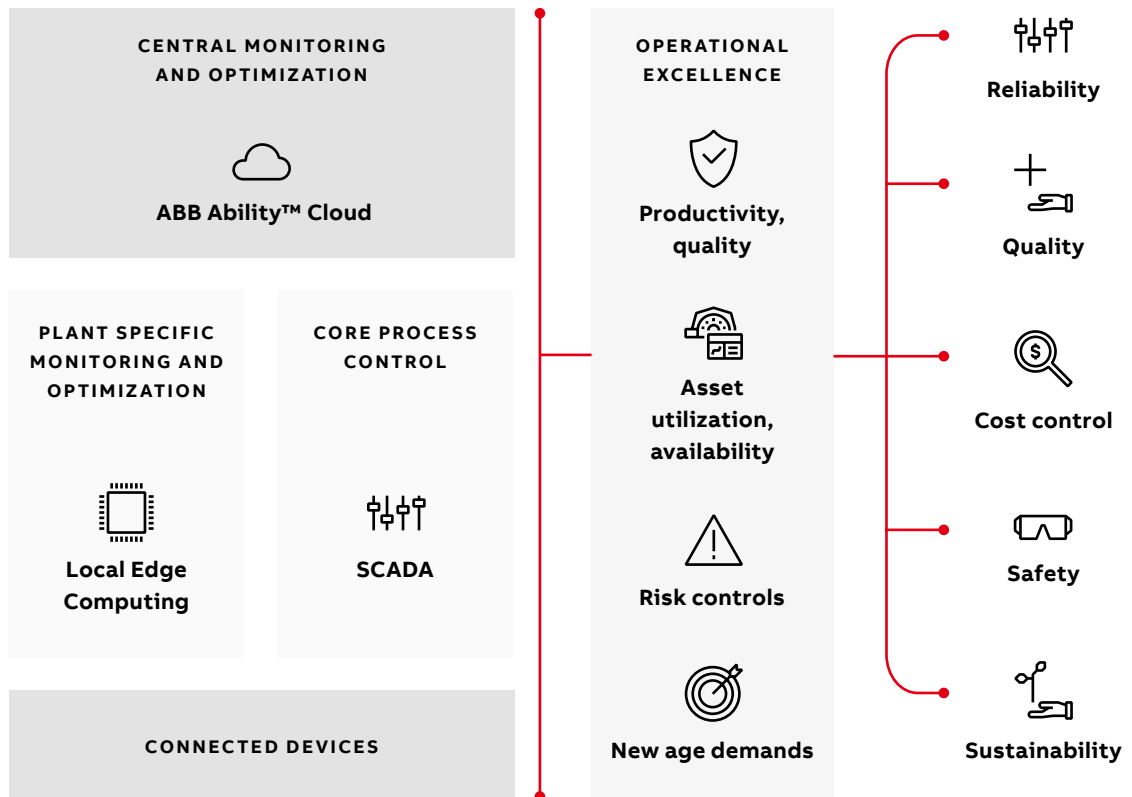 CENTRAL MONITORING
AND OPTIMIZATION
ABB Ability™ Cloud
PLANT SPECIFIC
MONITORING AND
OPTIMIZATION
Local Edge
Computing
CORE PROCESS
CONTROL
SCADA
CONNECTED DEVICES
OPERATIONAL
EXCELLENCE
Productivity,
quality
Asset
utilization,
availability
Risk controls
New age demands
Reliability
Quality
$
Cost control
Safety
Sustainability